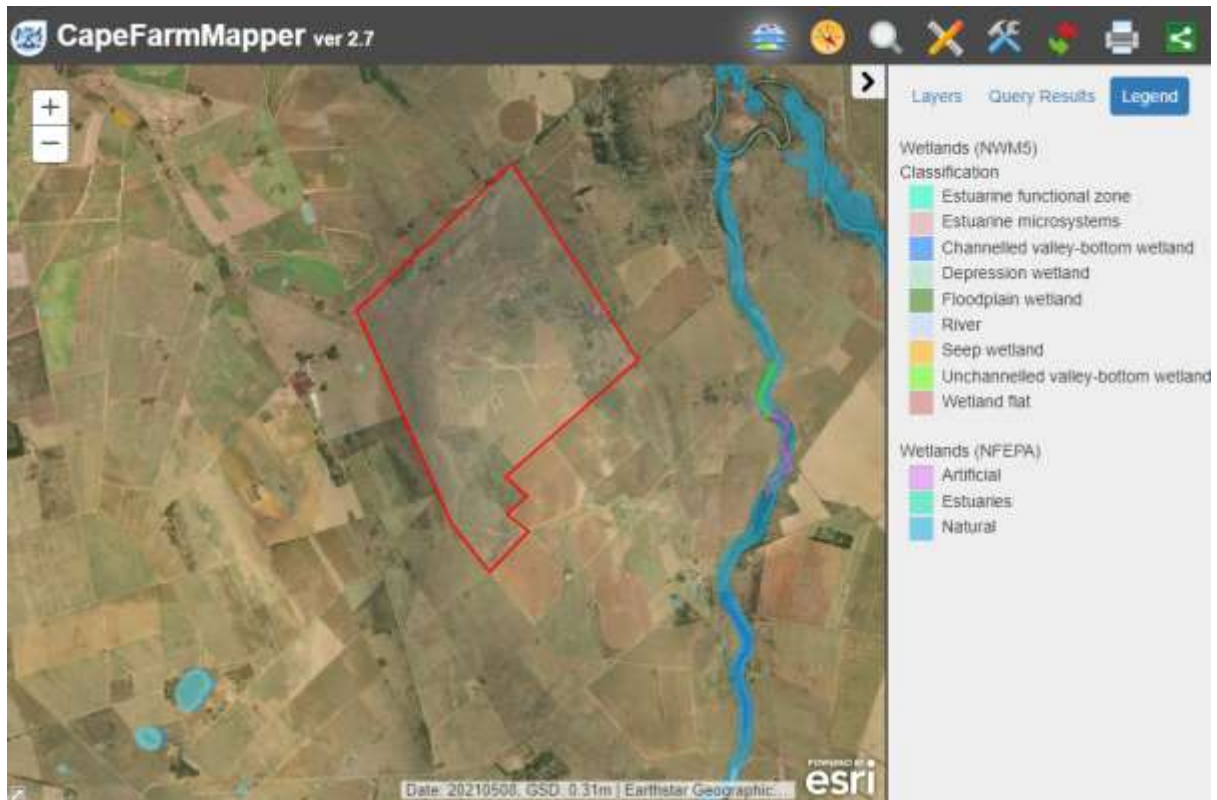 CapeFarmMapper ver 2.7
+
−
Layers Query Results Legend
Wetlands (NWM5)
Classification
Estuarine functional zone
Estuarine microsystems
Channelled valley-bottom wetland
Depression wetland
Floodplain wetland
River
Seep wetland
Unchannelled valley-bottom wetland
Wetland flat
Wetlands (NFEPA)
Artificial
Estuaries
Natural
POWERED BY
esri
Date: 20210508, GSD: 0.31m | Earthstar Geographic...